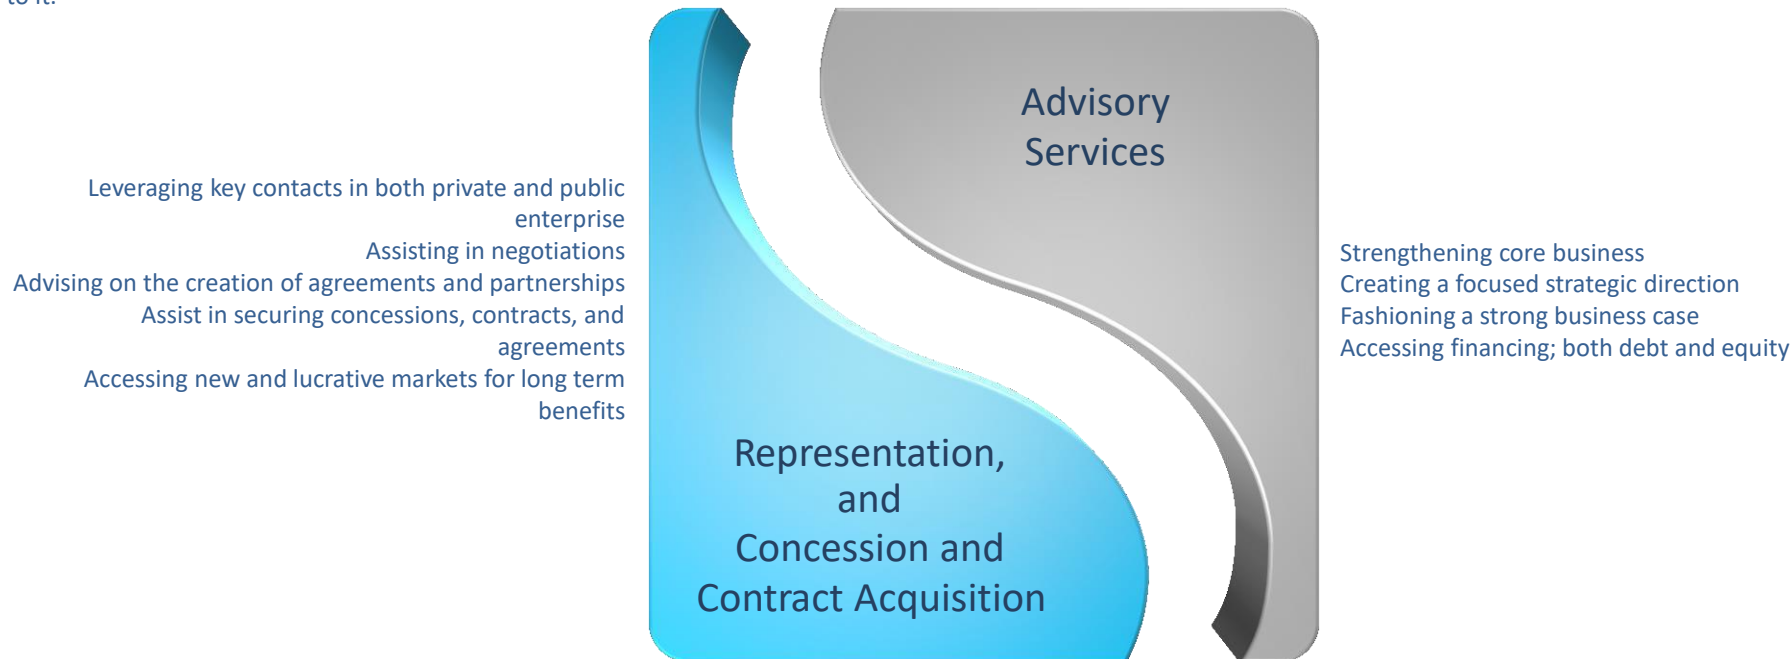 to it.
Advisory
Services
Leveraging key contacts in both private and public
enterprise
Assisting in negotiations
Advising on the creation of agreements and partnerships
Assist in securing concessions, contracts, and
agreements
Accessing new and lucrative markets for long term
benefits
Strengthening core business
Creating a focused strategic direction
Fashioning a strong business case
Accessing financing; both debt and equity
Representation,
and
Concession and
Contract Acquisition